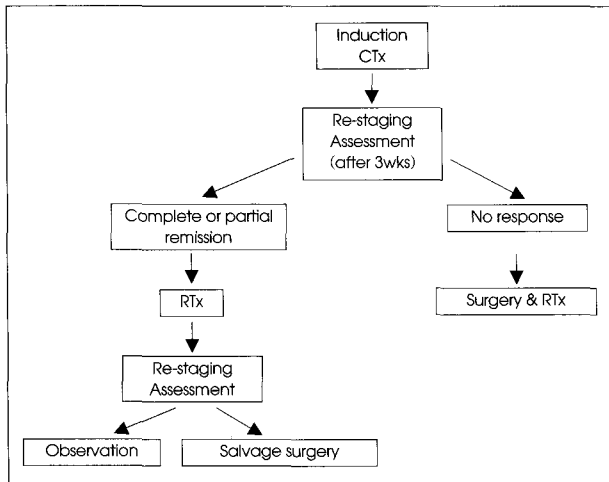 Induction
CTx
Re-staging
Assessment
(after 3wks)
Complete or partial
remission
No response
RTx
Surgery & RTx
Re-staging
Assessment
Observation
Salvage surgery